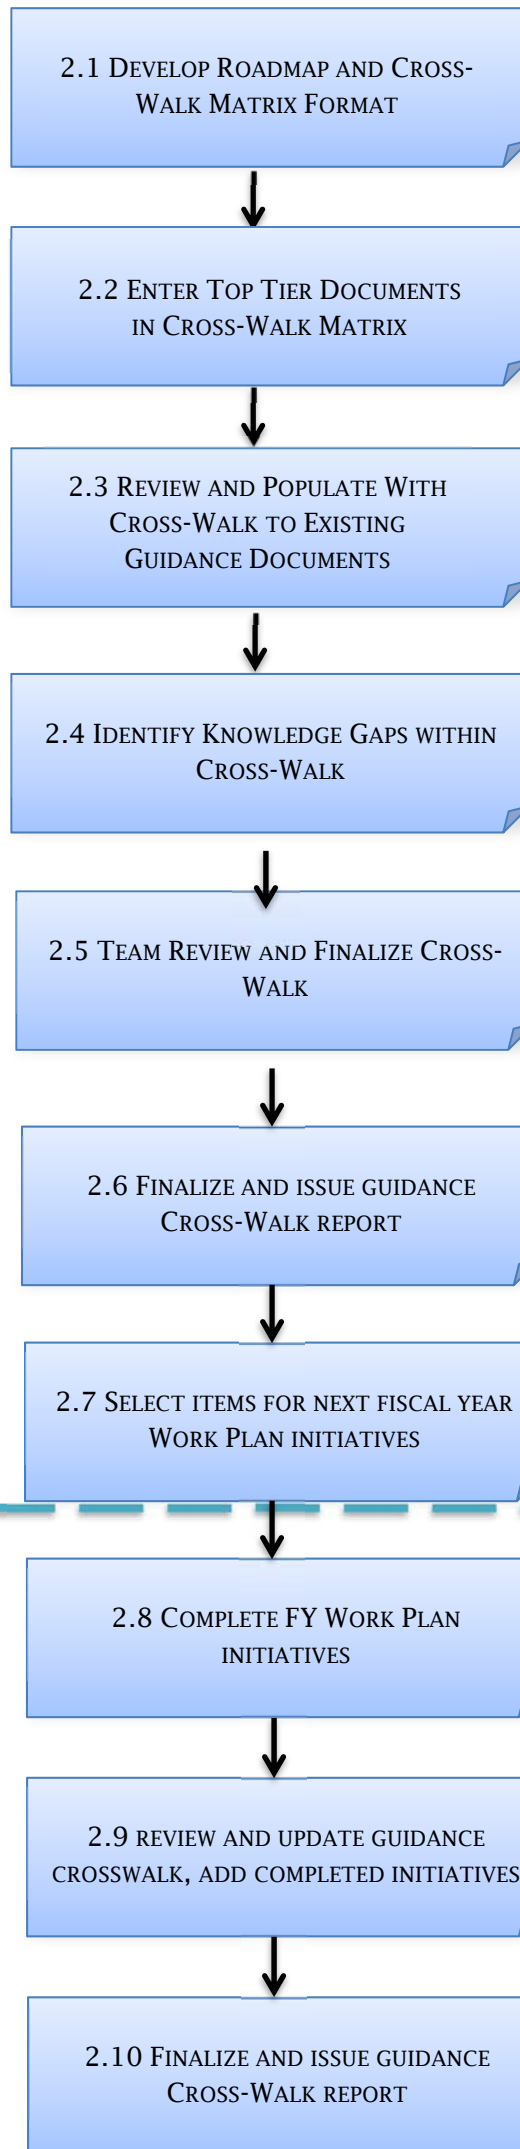 2.1 Develop Roadmap and Cross-
Walk Matrix Format
2.2 Enter Top Tier Documents
in Cross-Walk Matrix
2.3 Review and Populate With
Cross-Walk to Existing
Guidance Documents
2.4 Identify Knowledge Gaps within
Cross-Walk
2.5 Team Review and Finalize Cross-
Walk
2.6 Finalize and issue guidance
Cross-Walk report
2.7 Select items for next fiscal year
Work Plan initiatives
2.8 Complete FY Work Plan
initiatives
2.9 review and update guidance
crosswalk, add completed initiatives
2.10 Finalize and issue guidance
Cross-Walk report